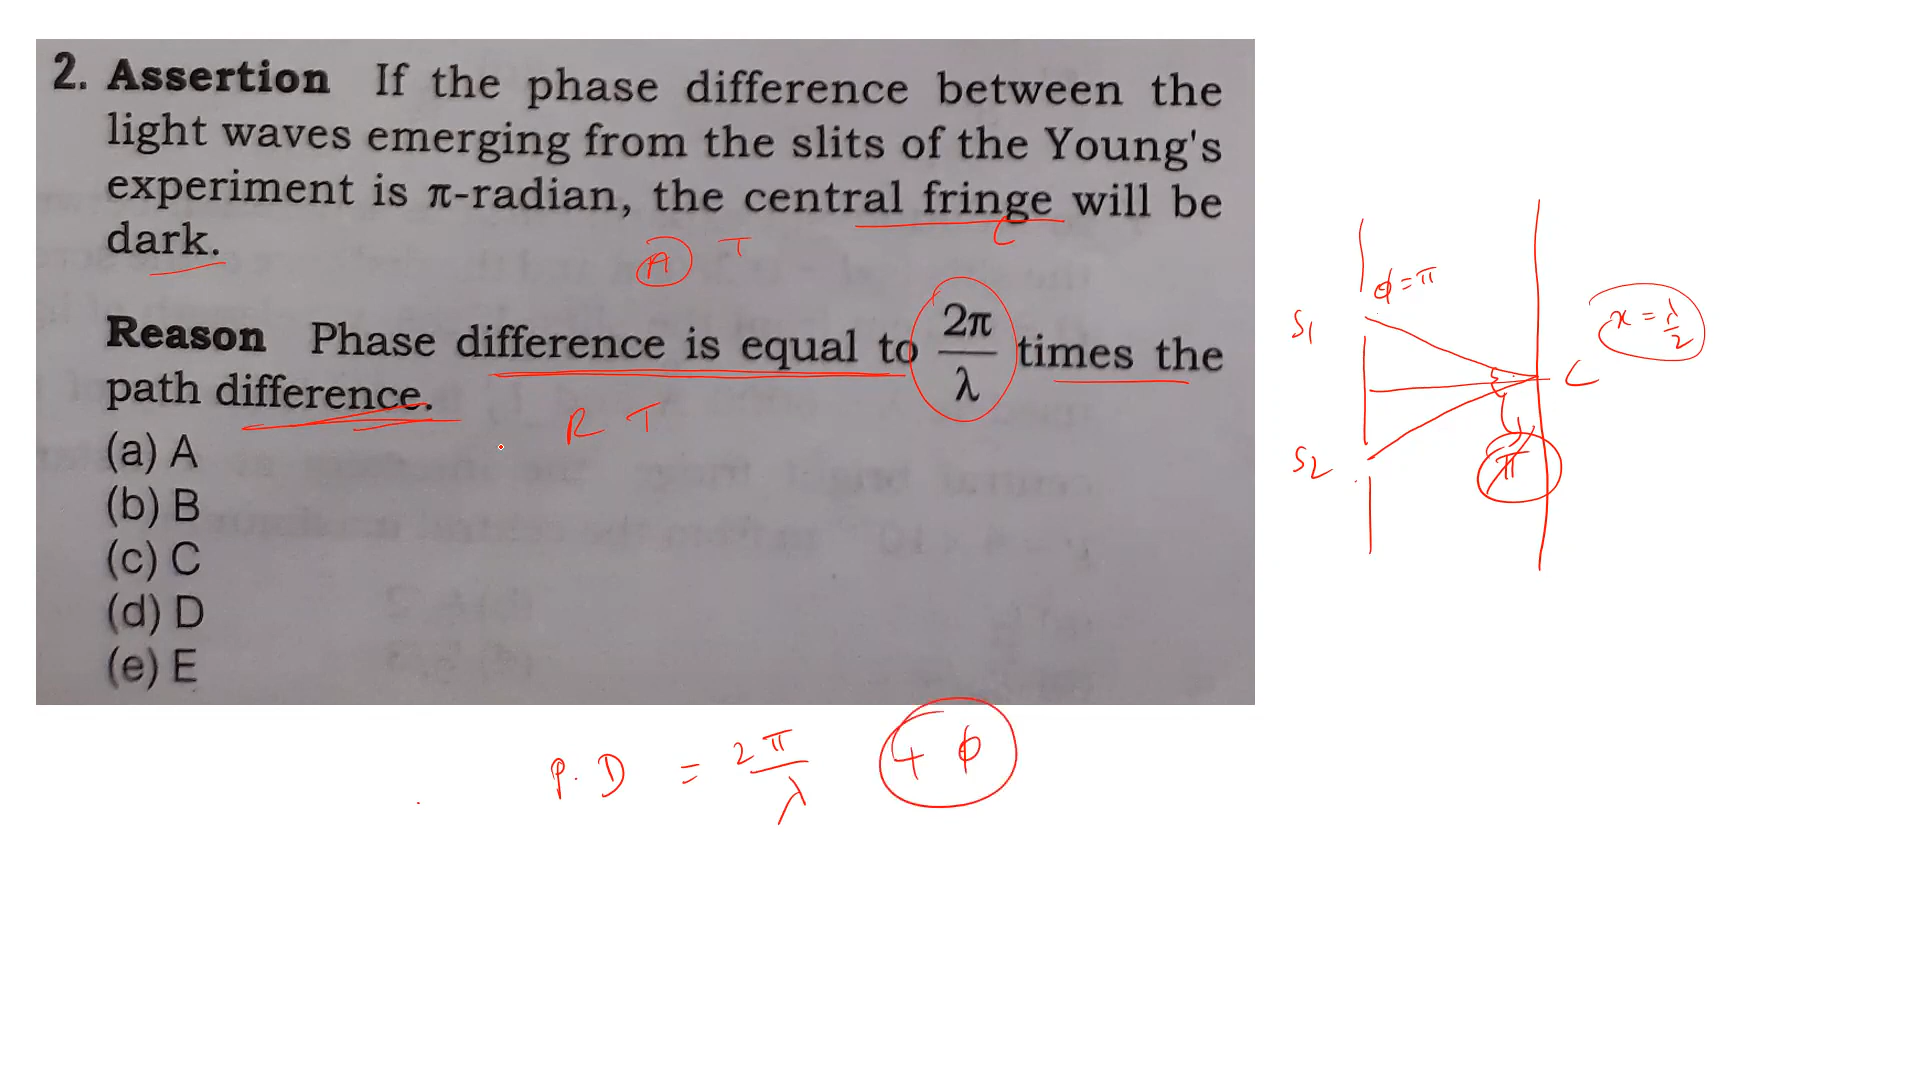 2. Assertion If the phase difference between the
light waves emerging from the slits of the Young's
experiment is π-radian, the central fringe will be
dark.
C
A T
Reason Phase difference is equal to 2π/λ times the
path difference.
R T
(a) A
(b) B
(c) C
(d) D
(e) E
P.D = 2π/λ + φ
φ = π
S1
x = λ/2
C
S2
π